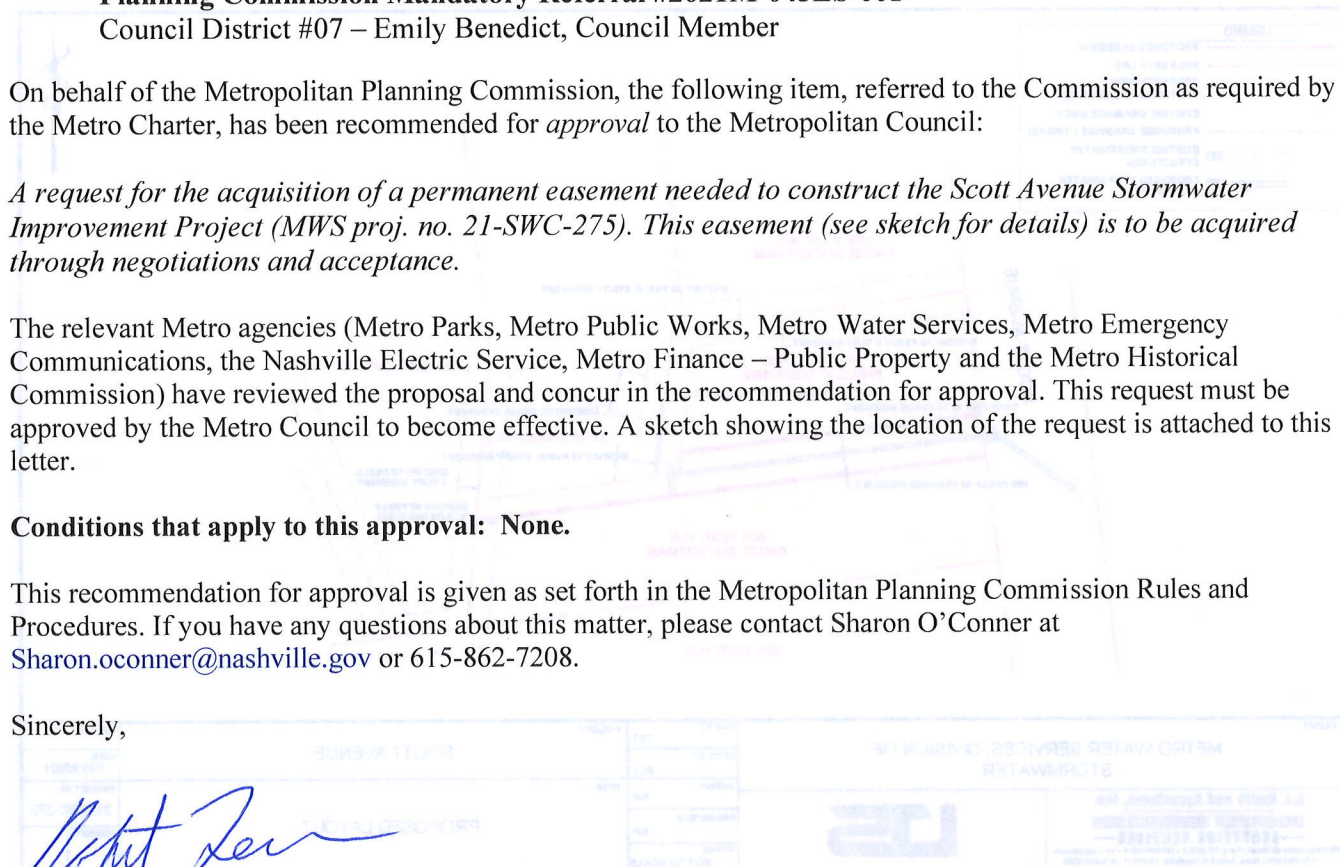 Council District #07 – Emily Benedict, Council Member
On behalf of the Metropolitan Planning Commission, the following item, referred to the Commission as required by
the Metro Charter, has been recommended for approval to the Metropolitan Council:
A request for the acquisition of a permanent easement needed to construct the Scott Avenue Stormwater
Improvement Project (MWS proj. no. 21-SWC-275). This easement (see sketch for details) is to be acquired
through negotiations and acceptance.
The relevant Metro agencies (Metro Parks, Metro Public Works, Metro Water Services, Metro Emergency
Communications, the Nashville Electric Service, Metro Finance – Public Property and the Metro Historical
Commission) have reviewed the proposal and concur in the recommendation for approval. This request must be
approved by the Metro Council to become effective. A sketch showing the location of the request is attached to this
letter.
Conditions that apply to this approval: None.
This recommendation for approval is given as set forth in the Metropolitan Planning Commission Rules and
Procedures. If you have any questions about this matter, please contact Sharon O’Conner at
Sharon.oconner@nashville.gov or 615-862-7208.
Sincerely,